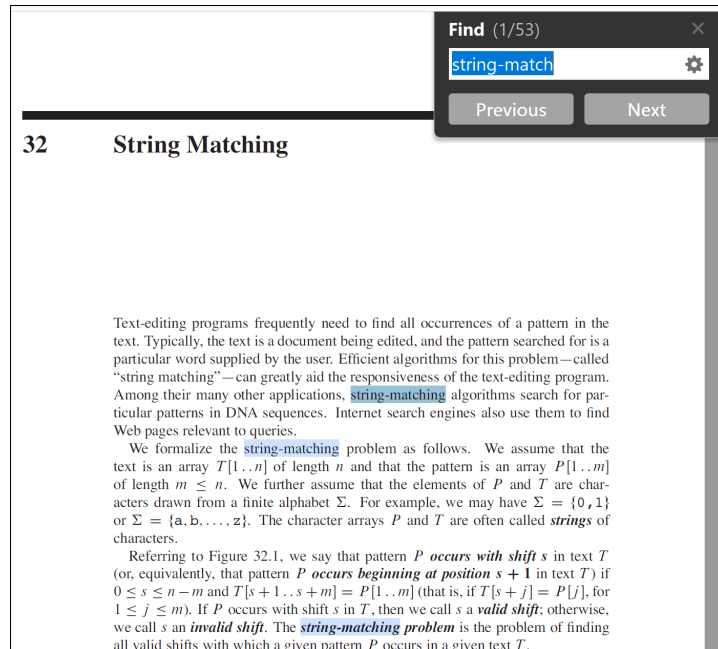 Find (1/53)
string-match
Previous Next
32 String Matching
Text-editing programs frequently need to find all occurrences of a pattern in the
text. Typically, the text is a document being edited, and the pattern searched for is a
particular word supplied by the user. Efficient algorithms for this problem—called
“string matching”—can greatly aid the responsiveness of the text-editing program.
Among their many other applications, string-matching algorithms search for par-
ticular patterns in DNA sequences. Internet search engines also use them to find
Web pages relevant to queries.
We formalize the string-matching problem as follows. We assume that the
text is an array T[1..n] of length n and that the pattern is an array P[1..m]
of length m ≤ n. We further assume that the elements of P and T are char-
acters drawn from a finite alphabet Σ. For example, we may have Σ = {0,1}
or Σ = {a,b,...,z}. The character arrays P and T are often called strings of
characters.
Referring to Figure 32.1, we say that pattern P occurs with shift s in text T
(or, equivalently, that pattern P occurs beginning at position s + 1 in text T) if
0 ≤ s ≤ n−m and T[s+1..s+m] = P[1..m] (that is, if T[s+j] = P[j], for
1 ≤ j ≤ m). If P occurs with shift s in T, then we call s a valid shift; otherwise,
we call s an invalid shift. The string-matching problem is the problem of finding
all valid shifts with which a given pattern P occurs in a given text T.